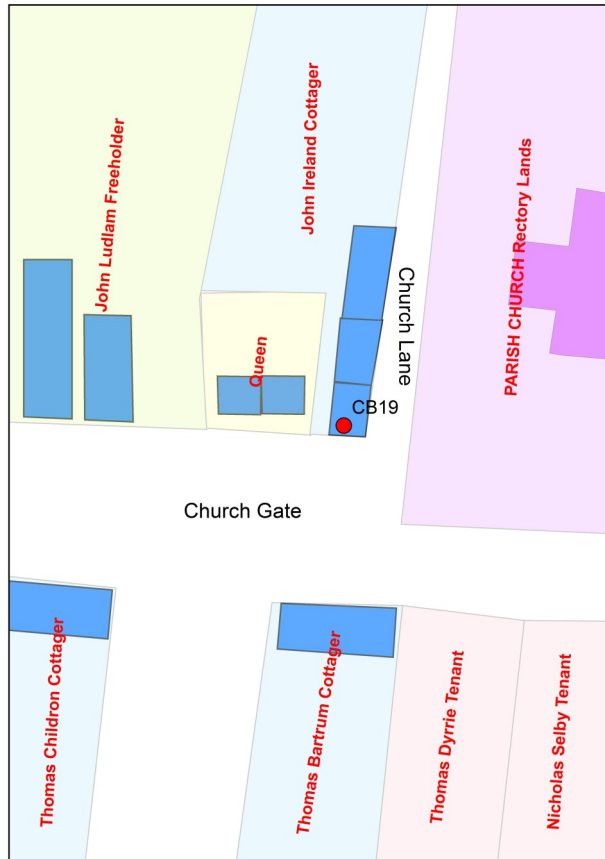 John Ludlam Freeholder
John Ireland Cottager
PARISH CHURCH Rectory Lands
Church Lane
Queen
CB19
Church Gate
Thomas Childron Cottager
Thomas Bartrum Cottager
Thomas Dyrrie Tenant
Nicholas Selby Tenant